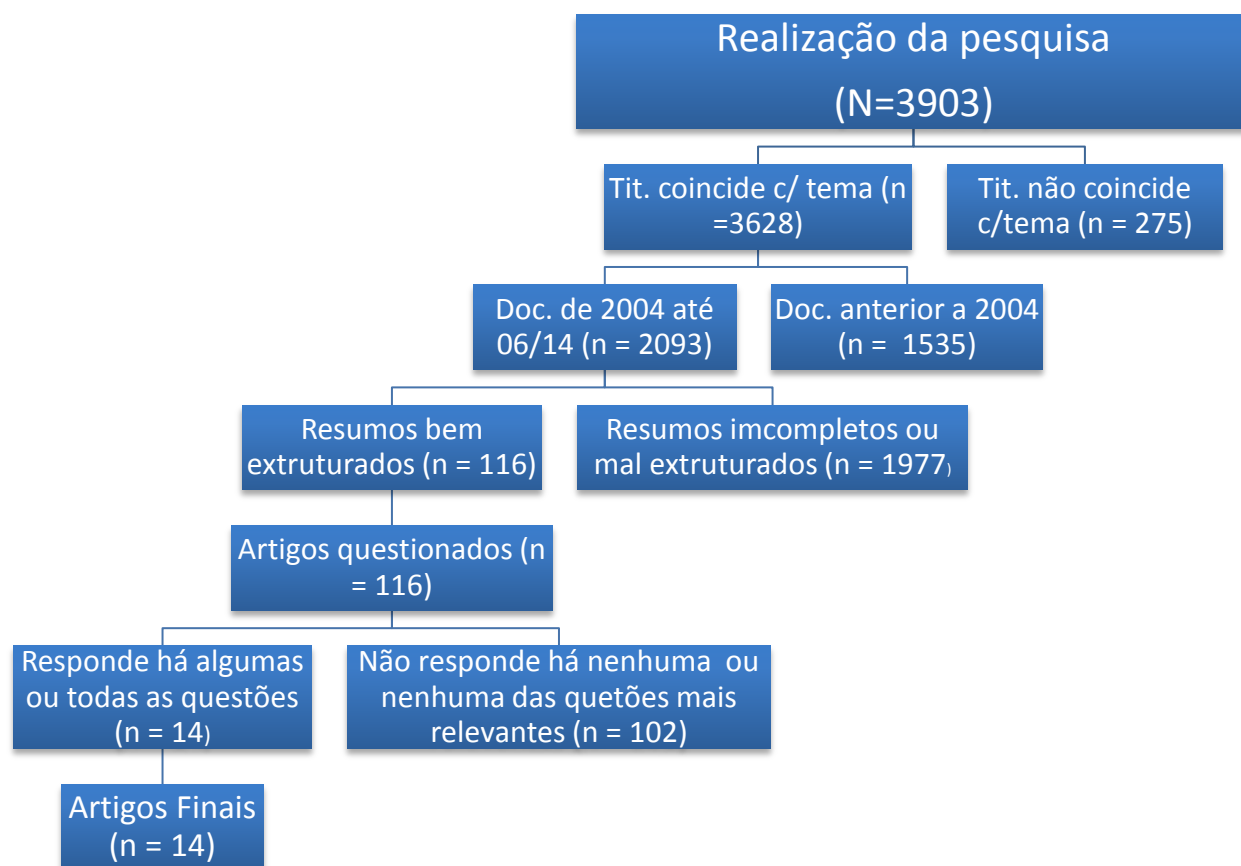 Realização da pesquisa
(N=3903)
Tit. coincide c/ tema (n
=3628)
Tit. não coincide
c/tema (n = 275)
Doc. de 2004 até
06/14 (n = 2093)
Doc. anterior a 2004
(n =  1535)
Resumos bem
extruturados (n = 116)
Resumos imcompletos ou
mal extruturados (n = 1977)
Artigos questionados (n
= 116)
Responde há algumas
ou todas as questões
(n = 14)
Não responde há nenhuma  ou
nenhuma das quetões mais
relevantes (n = 102)
Artigos Finais
(n = 14)